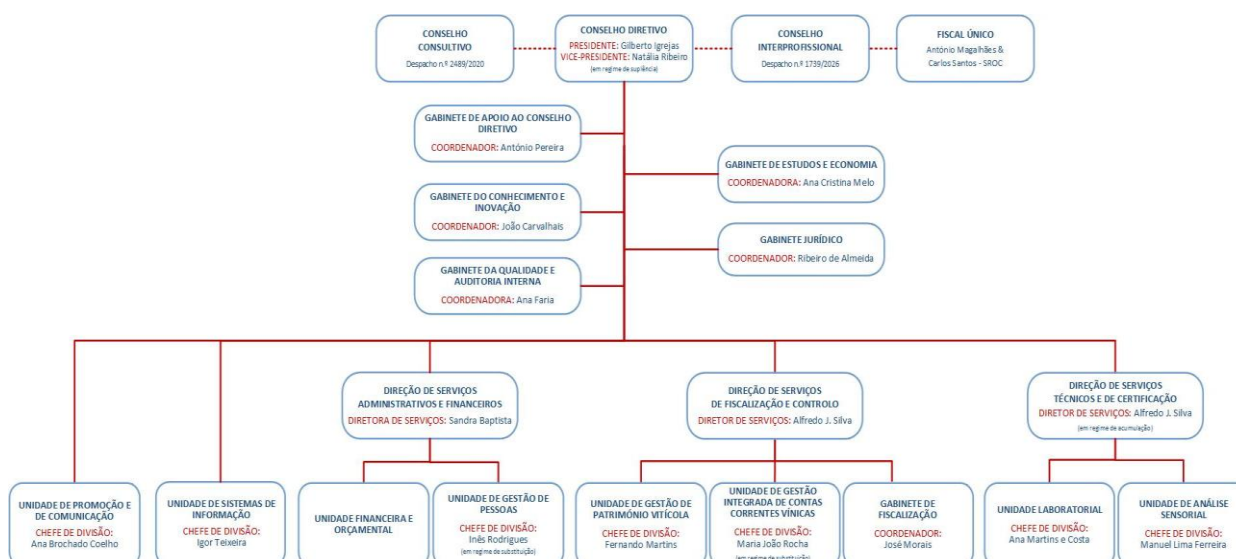 CONSELHO
CONSULTIVO
Despacho n.º 2489/2020
CONSELHO DIRETIVO
PRESIDENTE: Gilberto Igrejas
VICE-PRESIDENTE: Natália Ribeiro
(em regime de suplência)
CONSELHO
INTERPROFISSIONAL
Despacho n.º 1739/2026
FISCAL ÚNICO
António Magalhães &
Carlos Santos - SROC
GABINETE DE APOIO AO CONSELHO
DIRETIVO
COORDENADOR: António Pereira
GABINETE DE ESTUDOS E ECONOMIA
COORDENADORA: Ana Cristina Melo
GABINETE DO CONHECIMENTO E
INOVAÇÃO
COORDENADOR: João Carvalhais
GABINETE JURÍDICO
COORDENADOR: Ribeiro de Almeida
GABINETE DA QUALIDADE E
AUDITORIA INTERNA
COORDENADORA: Ana Faria
DIREÇÃO DE SERVIÇOS
ADMINISTRATIVOS E FINANCEIROS
DIRETORA DE SERVIÇOS: Sandra Baptista
DIREÇÃO DE SERVIÇOS
DE FISCALIZAÇÃO E CONTROLO
DIRETOR DE SERVIÇOS: Alfredo J. Silva
DIREÇÃO DE SERVIÇOS
TÉCNICOS E DE CERTIFICAÇÃO
DIRETOR DE SERVIÇOS: Alfredo J. Silva
(em regime de acumulação)
UNIDADE DE PROMOÇÃO E
DE COMUNICAÇÃO
CHEFE DE DIVISÃO:
Ana Brochado Coelho
UNIDADE DE SISTEMAS DE
INFORMAÇÃO
CHEFE DE DIVISÃO:
Igor Teixeira
UNIDADE FINANCEIRA E
ORÇAMENTAL
UNIDADE DE GESTÃO DE
PESSOAS
CHEFE DE DIVISÃO:
Inês Rodrigues
(em regime de substituição)
UNIDADE DE GESTÃO DE
PATRIMÓNIO VITÍCOLA
CHEFE DE DIVISÃO:
Fernando Martins
UNIDADE DE GESTÃO
INTEGRADA DE CONTAS
CORRENTES VÍNICAS
CHEFE DE DIVISÃO:
Maria João Rocha
(em regime de substituição)
GABINETE DE
FISCALIZAÇÃO
COORDENADOR:
José Morais
UNIDADE LABORATORIAL
CHEFE DE DIVISÃO:
Ana Martins e Costa
UNIDADE DE ANÁLISE
SENSORIAL
CHEFE DE DIVISÃO:
Manuel Lima Ferreira